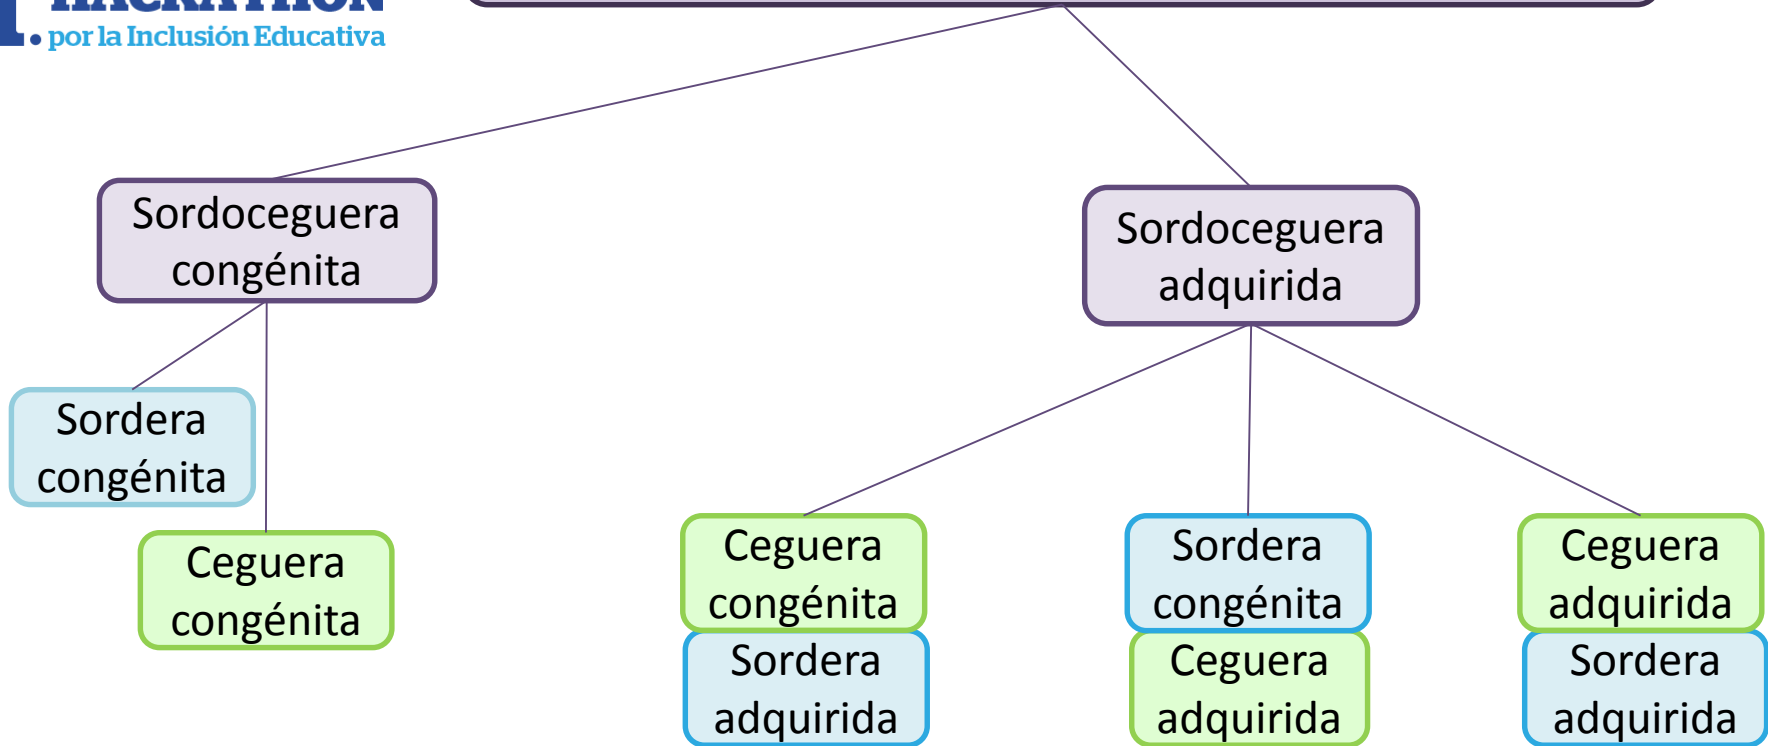 HACKATHON
por la Inclusión Educativa
Sordoceguera
congénita
Sordoceguera
adquirida
Sordera
congénita
Ceguera
congénita
Ceguera
congénita
Sordera
adquirida
Sordera
congénita
Ceguera
adquirida
Ceguera
adquirida
Sordera
adquirida